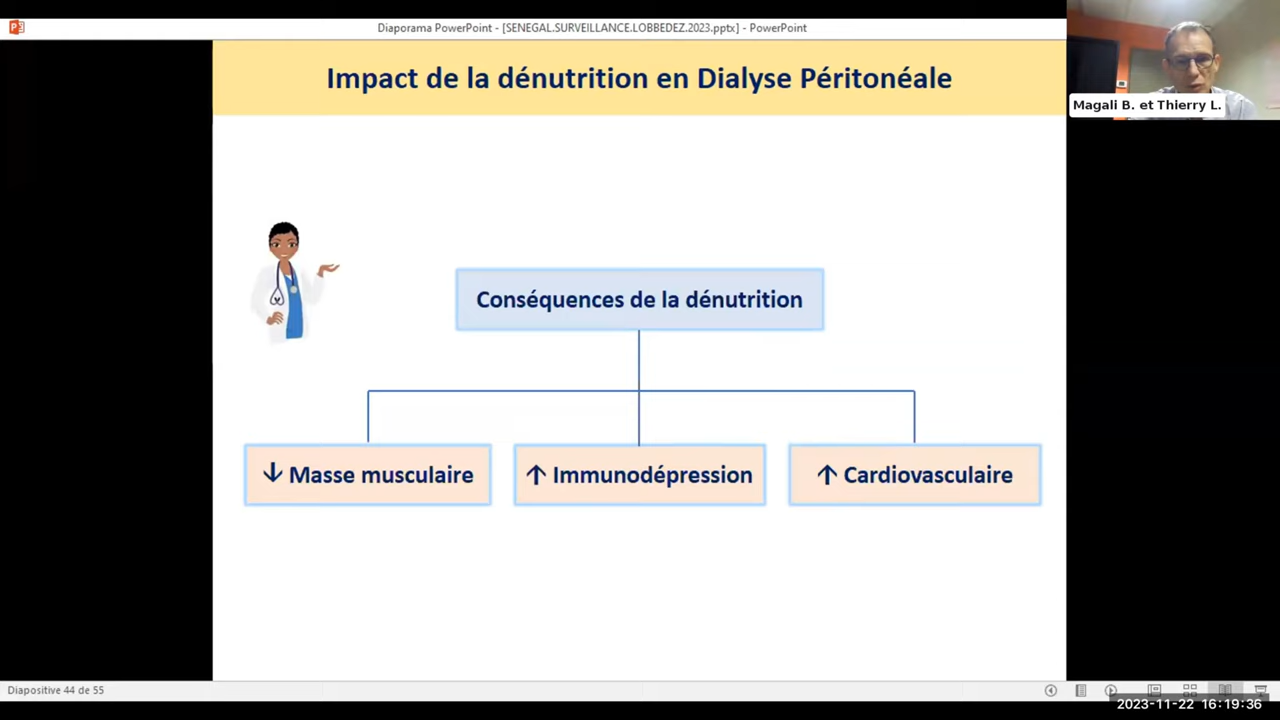 Diaporama PowerPoint - [SENEGAL.SURVEILLANCE.LOBBEDEZ.2023.pptx] - PowerPoint
Impact de la dénutrition en Dialyse Péritonéale
Magali B. et Thierry L.
Conséquences de la dénutrition
↓ Masse musculaire
↑ Immunodépression
↑ Cardiovasculaire
Diapositive 44 de 55
2023-11-22 16:19:36